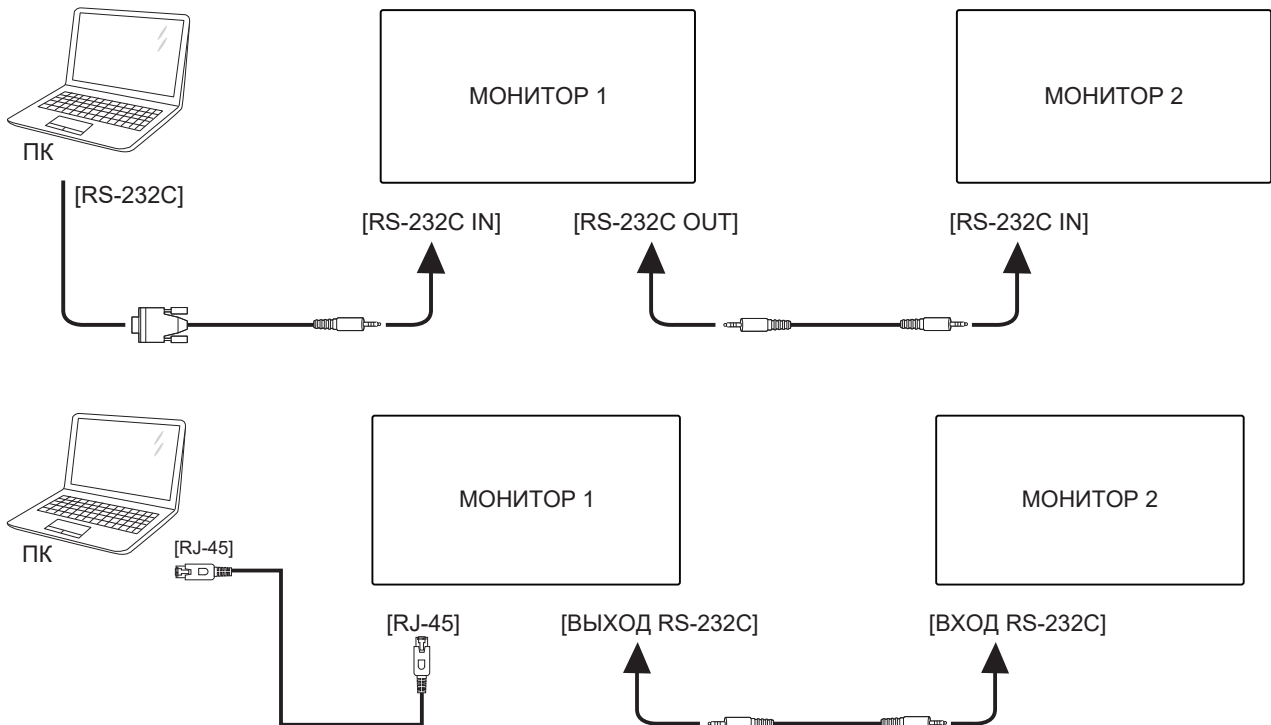 МОНИТОР 1
МОНИТОР 2
ПК
[RS-232C]
[RS-232C IN]
[RS-232C OUT]
[RS-232C IN]
МОНИТОР 1
МОНИТОР 2
ПК
[RJ-45]
[RJ-45]
[ВЫХОД RS-232C]
[ВХОД RS-232C]